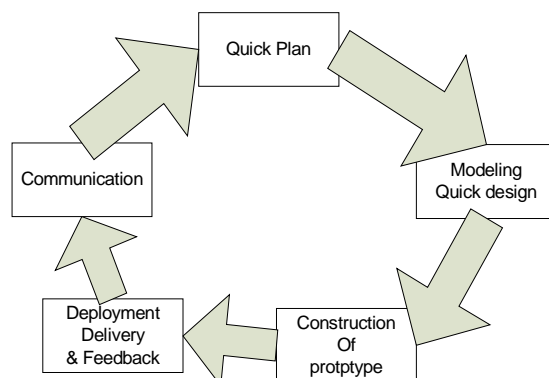 Quick Plan
Communication
Modeling
Quick design
Deployment
Delivery
& Feedback
Construction
Of
protptype